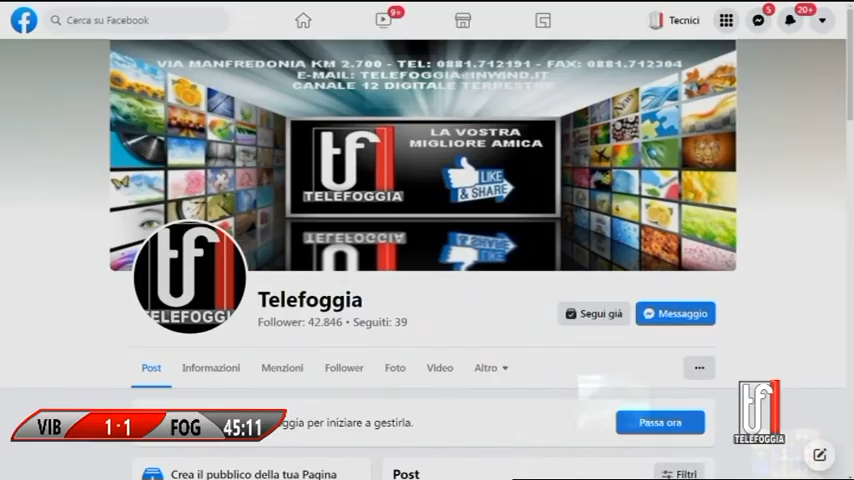 Cerca su Facebook
9+
Tecnici
5
20+
VIA MANFREDONIA KM 2.700 - TEL: 0881.712191 - FAX: 0881.712304
E-MAIL: TELEFOGGIA@INWIND.IT
CANALE 12 DIGITALE TERRESTRE
LA VOSTRA
MIGLIORE AMICA
tf
TELEFOGGIA
LIKE
& SHARE
tf
TELEFOGGI
Telefoggia
Follower: 42.846 • Seguiti: 39
Segui già
Messaggio
Post
Informazioni
Menzioni
Follower
Foto
Video
Altro
VIB 1 - 1 FOG 45:11
ggia per iniziare a gestirla.
Passa ora
tf
TELEFOGGIA
Crea il pubblico della tua Pagina
Post
Filtri